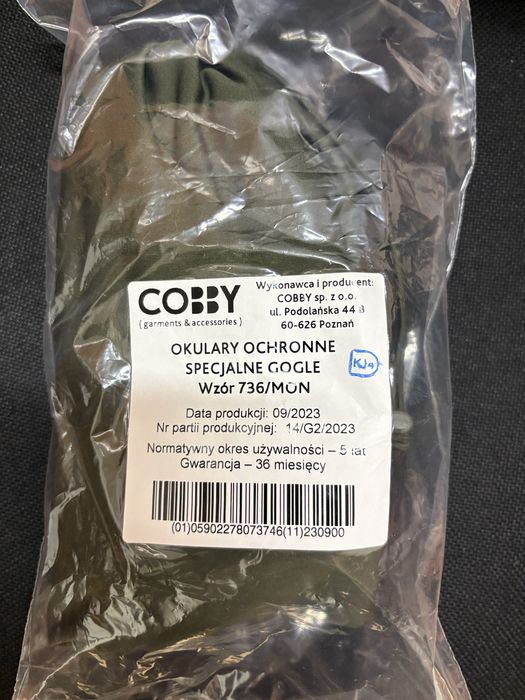 COBBY
( garments & accessories )
Wykonawca i producent:
COBBY sp. z o.o.
ul. Podolańska 44 B
60-626 Poznań
OKULARY OCHRONNE
SPECJALNE GOGLE
Wzór 736/MON
KJ4
Data produkcji: 09/2023
Nr partii produkcyjnej: 14/G2/2023
Normatywny okres używalności – 5 lat
Gwarancja – 36 miesięcy
(01)05902278073746(11)230900